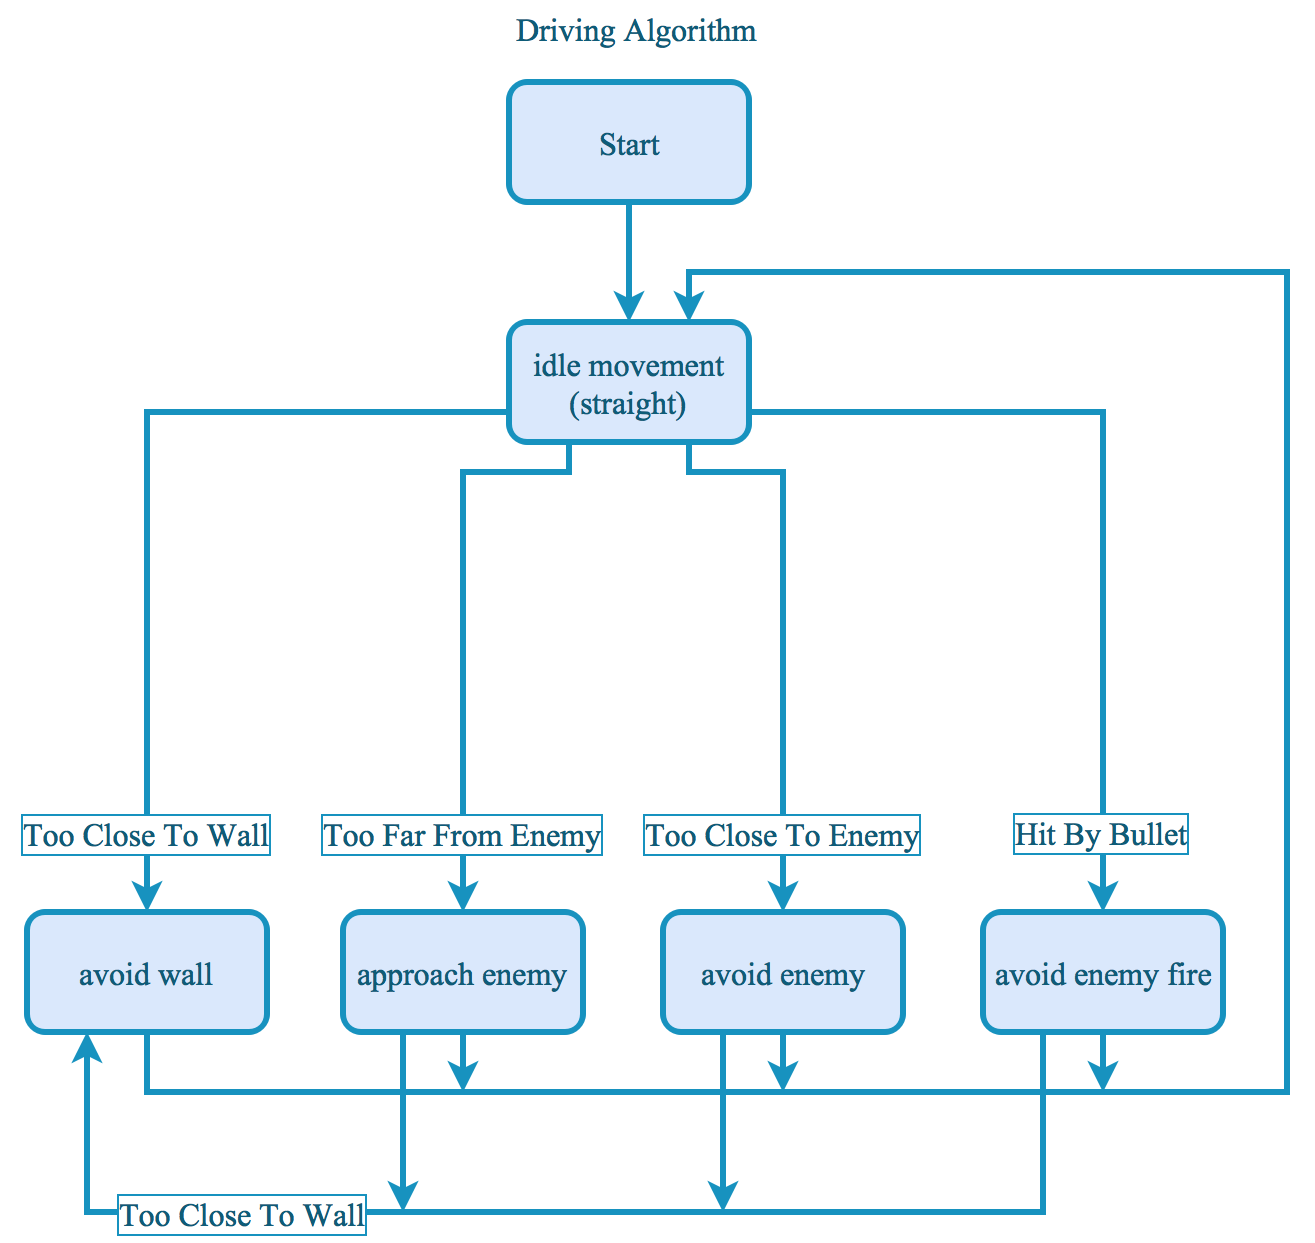 Driving Algorithm
Start
idle movement
(straight)
Too Close To Wall
Too Far From Enemy
Too Close To Enemy
Hit By Bullet
avoid wall
approach enemy
avoid enemy
avoid enemy fire
Too Close To Wall